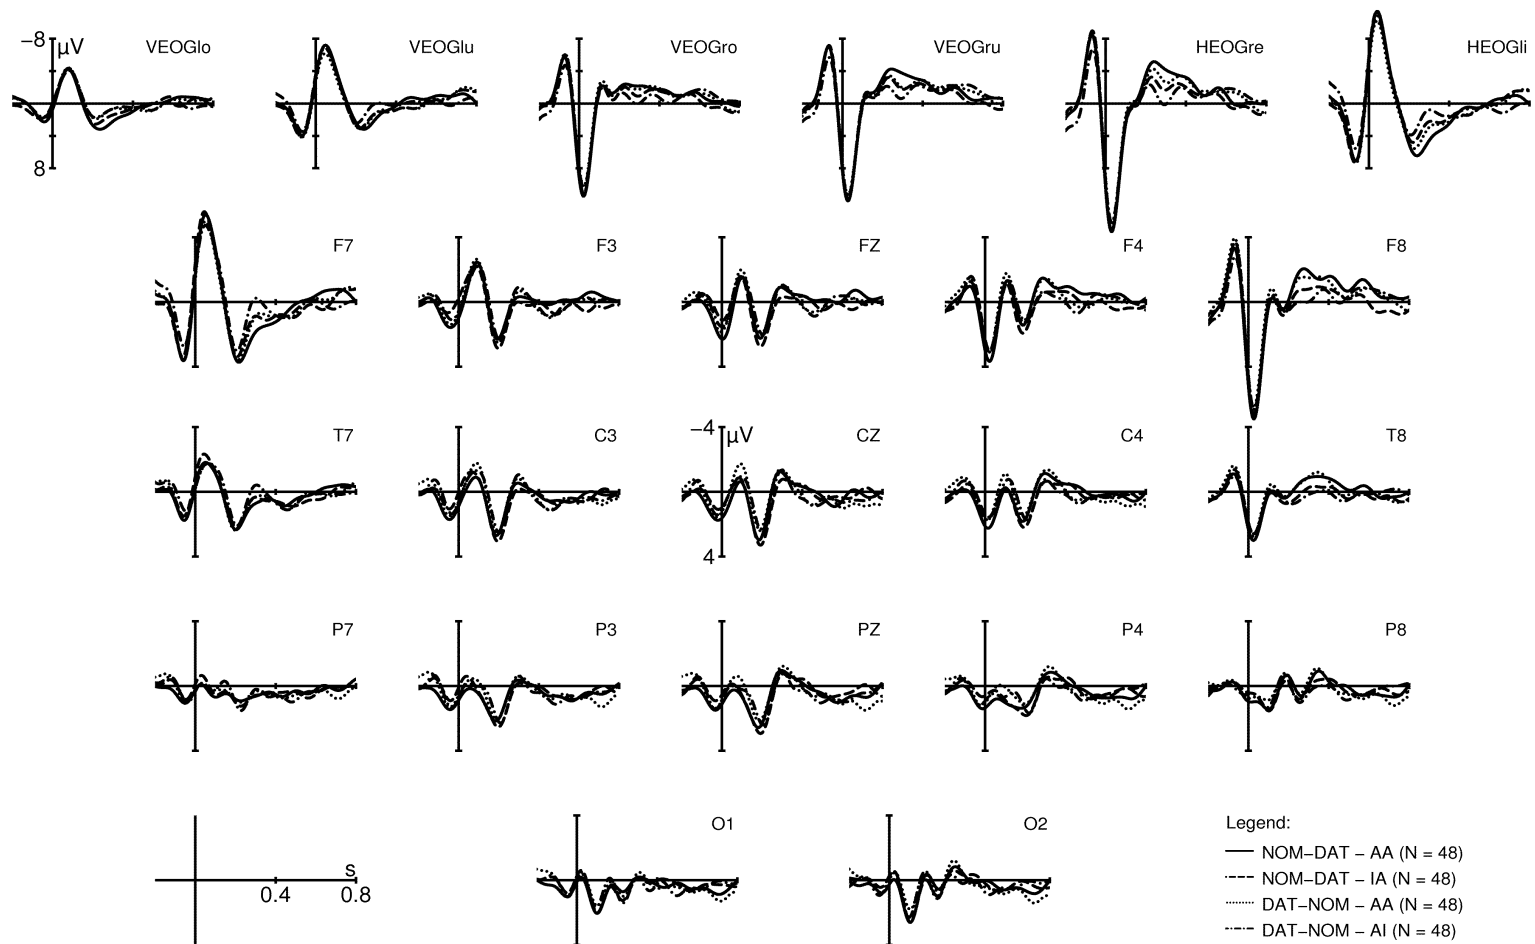 −8 µV VEOGlo VEOGlu VEOGro VEOGru HEOGre HEOGli
8
F7 F3 FZ F4 F8
T7 C3 −4 µV CZ C4 T8
4
P7 P3 PZ P4 P8
O1 O2
s
0.4 0.8
Legend:
NOM−DAT − AA (N = 48)
NOM−DAT − IA (N = 48)
DAT−NOM − AA (N = 48)
DAT−NOM − AI (N = 48)